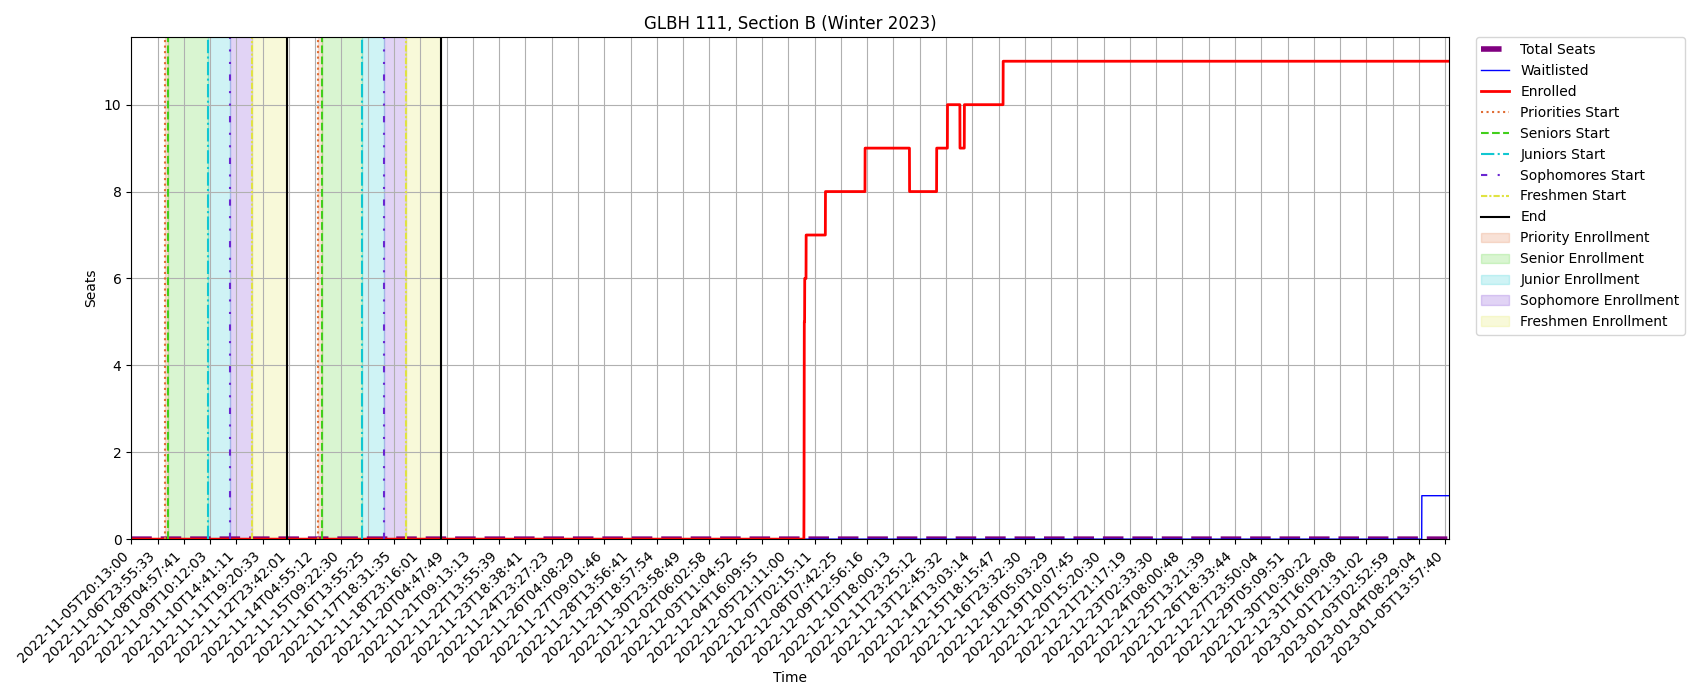 GLBH 111, Section B (Winter 2023)
Seats
10
8
6
4
2
0
2022-11-05T20:13:00
2022-11-06T23:55:33
2022-11-08T04:57:41
2022-11-09T10:12:03
2022-11-10T14:41:11
2022-11-11T19:20:33
2022-11-12T23:42:01
2022-11-14T04:55:12
2022-11-15T09:22:30
2022-11-16T13:55:25
2022-11-17T18:31:35
2022-11-18T23:16:01
2022-11-20T04:47:49
2022-11-21T09:13:13
2022-11-22T13:55:39
2022-11-23T18:38:41
2022-11-24T23:27:23
2022-11-26T04:08:29
2022-11-27T09:01:46
2022-11-28T13:56:41
2022-11-29T18:57:54
2022-11-30T23:58:49
2022-12-02T06:02:58
2022-12-03T11:04:52
2022-12-04T16:09:55
2022-12-05T21:11:00
2022-12-07T02:15:11
2022-12-08T07:42:25
2022-12-09T12:56:16
2022-12-10T18:00:13
2022-12-11T23:25:12
2022-12-13T12:45:32
2022-12-14T13:03:14
2022-12-15T18:15:47
2022-12-16T23:32:30
2022-12-18T05:03:29
2022-12-19T10:07:45
2022-12-20T15:20:30
2022-12-21T21:17:19
2022-12-23T02:33:30
2022-12-24T08:00:48
2022-12-25T13:21:39
2022-12-26T18:33:44
2022-12-27T23:50:04
2022-12-29T05:09:51
2022-12-30T10:30:22
2022-12-31T16:09:08
2023-01-01T21:31:02
2023-01-03T02:52:59
2023-01-04T08:29:04
2023-01-05T13:57:40
Time
Total Seats
Waitlisted
Enrolled
Priorities Start
Seniors Start
Juniors Start
Sophomores Start
Freshmen Start
End
Priority Enrollment
Senior Enrollment
Junior Enrollment
Sophomore Enrollment
Freshmen Enrollment